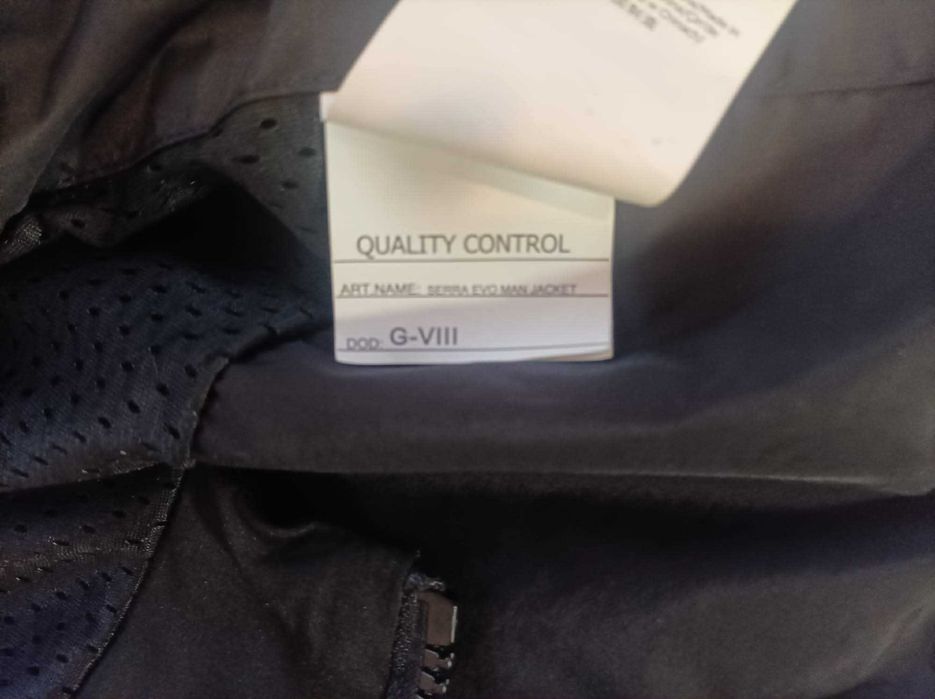 QUALITY CONTROL
ART.NAME: SERRA EVO MAN JACKET
DOD: G-VIII